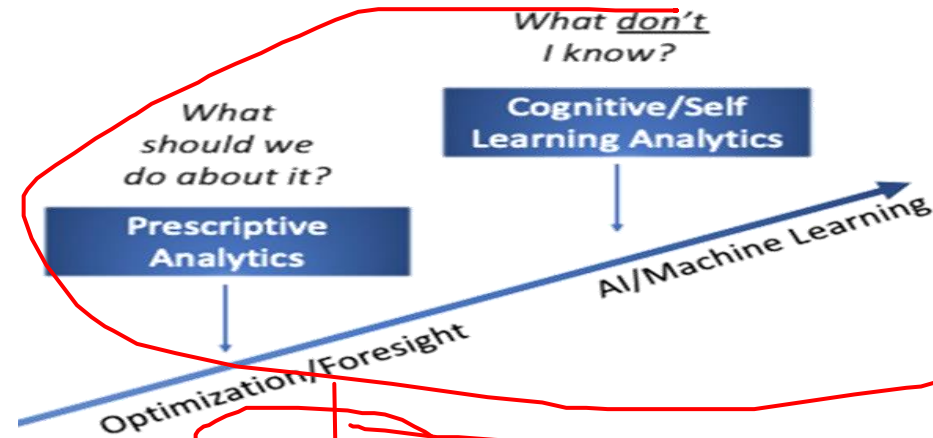 What don't
I know?
Cognitive/Self
Learning Analytics
What
should we
do about it?
Prescriptive
Analytics
AI/Machine Learning
Optimization/Foresight